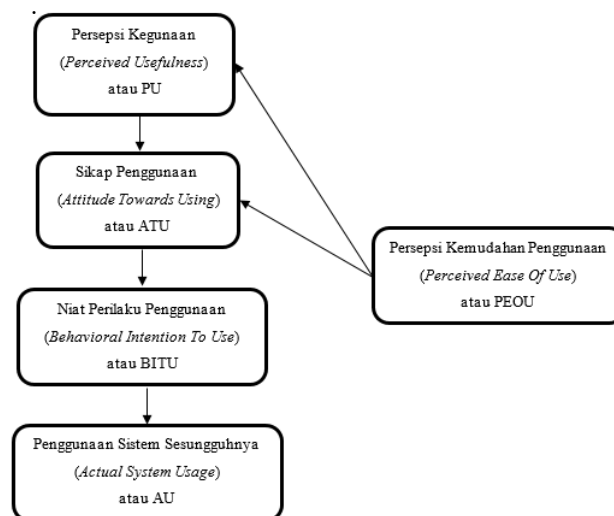 Persepsi Kegunaan
(Perceived Usefulness)
atau PU
Sikap Penggunaan
(Attitude Towards Using)
atau ATU
Persepsi Kemudahan Penggunaan
(Perceived Ease Of Use)
atau PEOU
Niat Perilaku Penggunaan
(Behavioral Intention To Use)
atau BITU
Penggunaan Sistem Sesungguhnya
(Actual System Usage)
atau AU